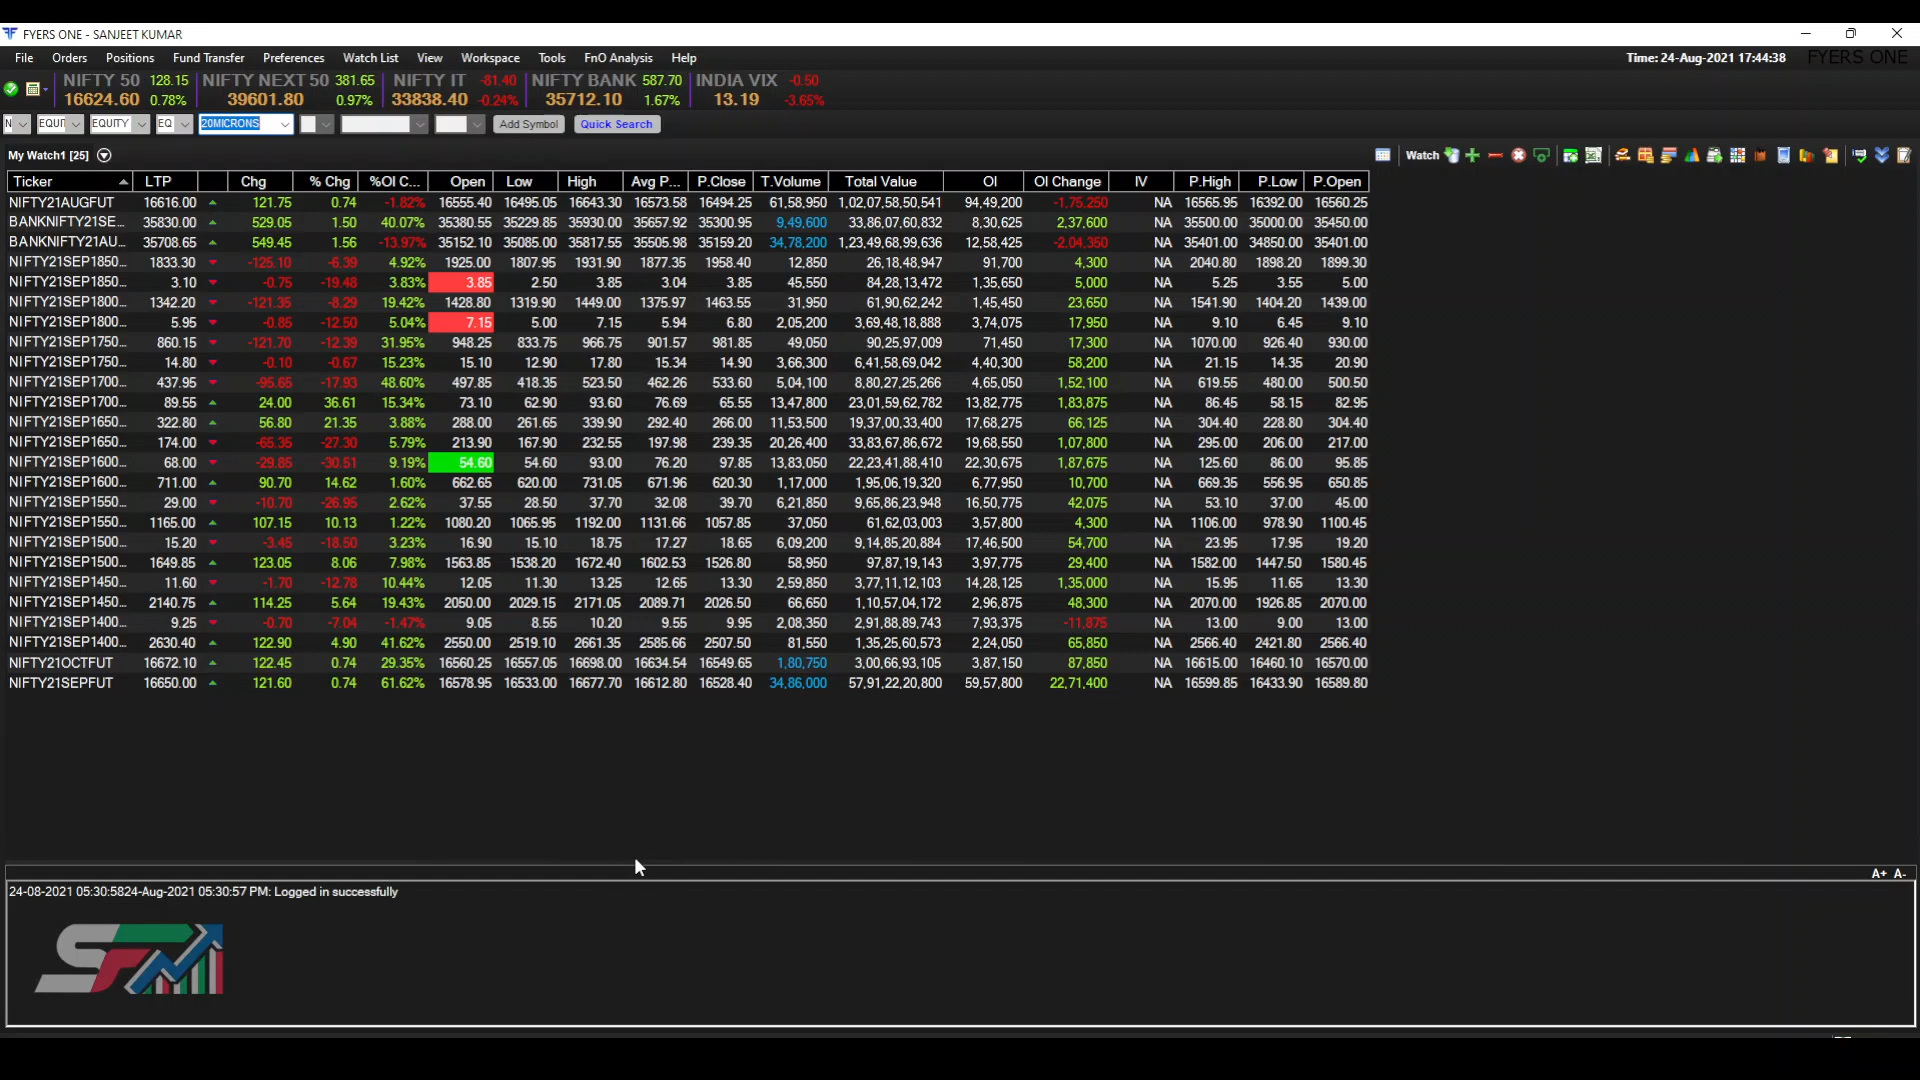 FYERS ONE - SANJEET KUMAR
File Orders Positions Fund Transfer Preferences Watch List View Workspace Tools FnO Analysis Help Time: 24-Aug-2021 17:44:38 FYERS ONE
NIFTY 50 128.15 NIFTY NEXT 50 381.65 NIFTY IT -81.40 NIFTY BANK 587.70 INDIA VIX -0.50
16624.60 0.78% 39601.80 0.97% 33838.40 -0.24% 35712.10 1.67% 13.19 -3.65%
N EQUIT EQUITY EQ 20MICRONS Add Symbol Quick Search
My Watch1 [25] Watch
Ticker LTP Chg % Chg %OI C... Open Low High Avg P... P.Close T.Volume Total Value OI OI Change IV P.High P.Low P.Open
NIFTY21AUGFUT 16616.00 121.75 0.74 -1.82% 16555.40 16495.05 16643.30 16573.58 16494.25 61,58,950 1,02,07,58,50,541 94,49,200 -1,75,250 NA 16565.95 16392.00 16560.25
BANKNIFTY21SE... 35830.00 529.05 1.50 40.07% 35380.55 35229.85 35930.00 35657.92 35300.95 9,49,600 33,86,07,60,832 8,30,625 2,37,600 NA 35500.00 35000.00 35450.00
BANKNIFTY21AU... 35708.65 549.45 1.56 -13.97% 35152.10 35085.00 35817.55 35505.98 35159.20 34,78,200 1,23,49,68,99,636 12,58,425 -2,04,350 NA 35401.00 34850.00 35401.00
NIFTY21SEP1850... 1833.30 -125.10 -6.39 4.92% 1925.00 1807.95 1931.90 1877.35 1958.40 12,850 26,18,48,947 91,700 4,300 NA 2040.80 1898.20 1899.30
NIFTY21SEP1850... 3.10 -0.75 -19.48 3.83% 3.85 2.50 3.85 3.04 3.85 45,550 84,28,13,472 1,35,650 5,000 NA 5.25 3.55 5.00
NIFTY21SEP1800... 1342.20 -121.35 -8.29 19.42% 1428.80 1319.90 1449.00 1375.97 1463.55 31,950 61,90,62,242 1,45,450 23,650 NA 1541.90 1404.20 1439.00
NIFTY21SEP1800... 5.95 -0.85 -12.50 5.04% 7.15 5.00 7.15 5.94 6.80 2,05,200 3,69,48,18,888 3,74,075 17,950 NA 9.10 6.45 9.10
NIFTY21SEP1750... 860.15 -121.70 -12.39 31.95% 948.25 833.75 966.75 901.57 981.85 49,050 90,25,97,009 71,450 17,300 NA 1070.00 926.40 930.00
NIFTY21SEP1750... 14.80 -0.10 -0.67 15.23% 15.10 12.90 17.80 15.34 14.90 3,66,300 6,41,58,69,042 4,40,300 58,200 NA 21.15 14.35 20.90
NIFTY21SEP1700... 437.95 -95.65 -17.93 48.60% 497.85 418.35 523.50 462.26 533.60 5,04,100 8,80,27,25,266 4,65,050 1,52,100 NA 619.55 480.00 500.50
NIFTY21SEP1700... 89.55 24.00 36.61 15.34% 73.10 62.90 93.60 76.69 65.55 13,47,800 23,01,59,62,782 13,82,775 1,83,875 NA 86.45 58.15 82.95
NIFTY21SEP1650... 322.80 56.80 21.35 3.88% 288.00 261.65 339.90 292.40 266.00 11,53,500 19,37,00,33,400 17,68,275 66,125 NA 304.40 228.80 304.40
NIFTY21SEP1650... 174.00 -65.35 -27.30 5.79% 213.90 167.90 232.55 197.98 239.35 20,26,400 33,83,67,86,672 19,68,550 1,07,800 NA 295.00 206.00 217.00
NIFTY21SEP1600... 68.00 -29.85 -30.51 9.19% 54.60 54.60 93.00 76.20 97.85 13,83,050 22,23,41,88,410 22,30,675 1,87,675 NA 125.60 86.00 95.85
NIFTY21SEP1600... 711.00 90.70 14.62 1.60% 662.65 620.00 731.05 671.96 620.30 1,17,000 1,95,06,19,320 6,77,950 10,700 NA 669.35 556.95 650.85
NIFTY21SEP1550... 29.00 -10.70 -26.95 2.62% 37.55 28.50 37.70 32.08 39.70 6,21,850 9,65,86,23,948 16,50,775 42,075 NA 53.10 37.00 45.00
NIFTY21SEP1550... 1165.00 107.15 10.13 1.22% 1080.20 1065.95 1192.00 1131.66 1057.85 37,050 61,62,03,003 3,57,800 4,300 NA 1106.00 978.90 1100.45
NIFTY21SEP1500... 15.20 -3.45 -18.50 3.23% 16.90 15.10 18.75 17.27 18.65 6,09,200 9,14,85,20,884 17,46,500 54,700 NA 23.95 17.95 19.20
NIFTY21SEP1500... 1649.85 123.05 8.06 7.98% 1563.85 1538.20 1672.40 1602.53 1526.80 58,950 97,87,19,143 3,97,775 29,400 NA 1582.00 1447.50 1580.45
NIFTY21SEP1450... 11.60 -1.70 -12.78 10.44% 12.05 11.30 13.25 12.65 13.30 2,59,850 3,77,11,12,103 14,28,125 1,35,000 NA 15.95 11.65 13.30
NIFTY21SEP1450... 2140.75 114.25 5.64 19.43% 2050.00 2029.15 2171.05 2089.71 2026.50 66,650 1,10,57,04,172 2,96,875 48,300 NA 2070.00 1926.85 2070.00
NIFTY21SEP1400... 9.25 -0.70 -7.04 -1.47% 9.05 8.55 10.20 9.55 9.95 2,08,350 2,91,88,89,743 7,93,375 -11,875 NA 13.00 9.00 13.00
NIFTY21SEP1400... 2630.40 122.90 4.90 41.62% 2550.00 2519.10 2661.35 2585.66 2507.50 81,550 1,35,25,60,573 2,24,050 65,850 NA 2566.40 2421.80 2566.40
NIFTY21OCTFUT 16672.10 122.45 0.74 29.35% 16560.25 16557.05 16698.00 16634.54 16549.65 1,80,750 3,00,66,93,105 3,87,150 87,850 NA 16615.00 16460.10 16570.00
NIFTY21SEPFUT 16650.00 121.60 0.74 61.62% 16578.95 16533.00 16677.70 16612.80 16528.40 34,86,000 57,91,22,20,800 59,57,800 22,71,400 NA 16599.85 16433.90 16589.80
A+ A-
24-08-2021 05:30:5824-Aug-2021 05:30:57 PM: Logged in successfully
SFM